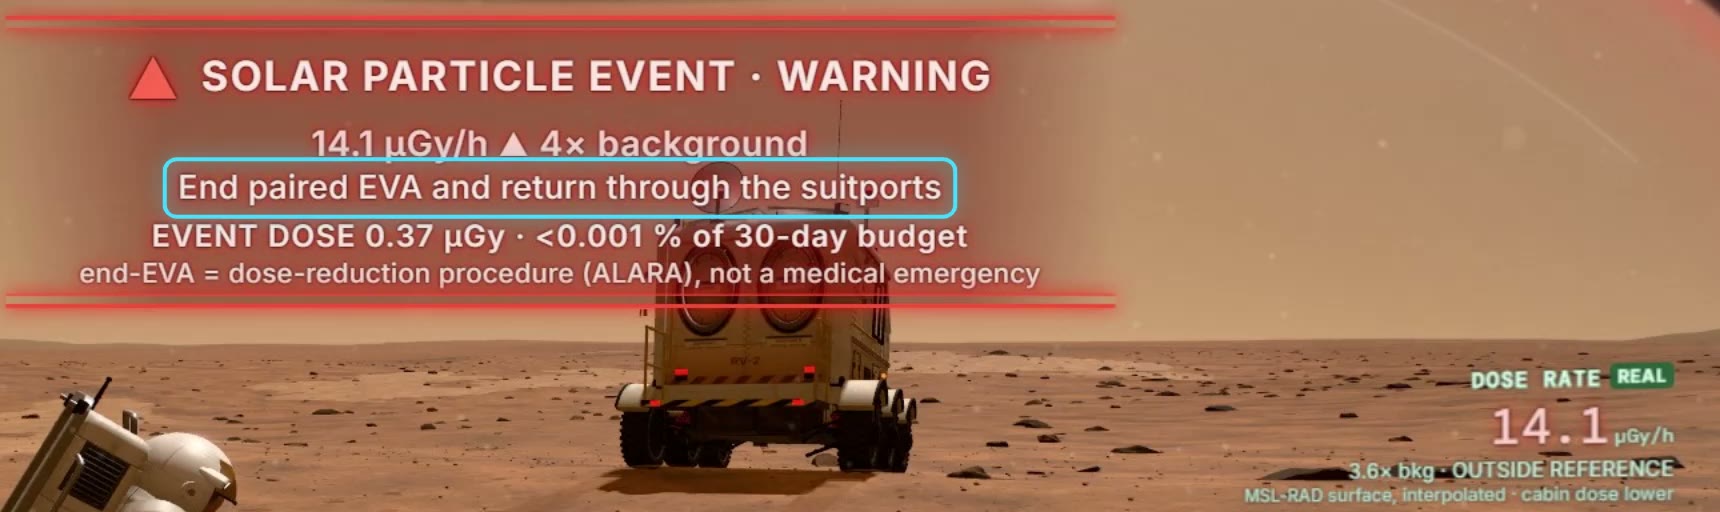 ▲ SOLAR PARTICLE EVENT · WARNING
14.1 µGy/h ▲ 4× background
End paired EVA and return through the suitports
EVENT DOSE 0.37 µGy · <0.001 % of 30-day budget
end-EVA = dose-reduction procedure (ALARA), not a medical emergency
RV-2
DOSE RATE REAL
14.1 µGy/h
3.6× bkg · OUTSIDE REFERENCE
MSL-RAD surface, interpolated · cabin dose lower